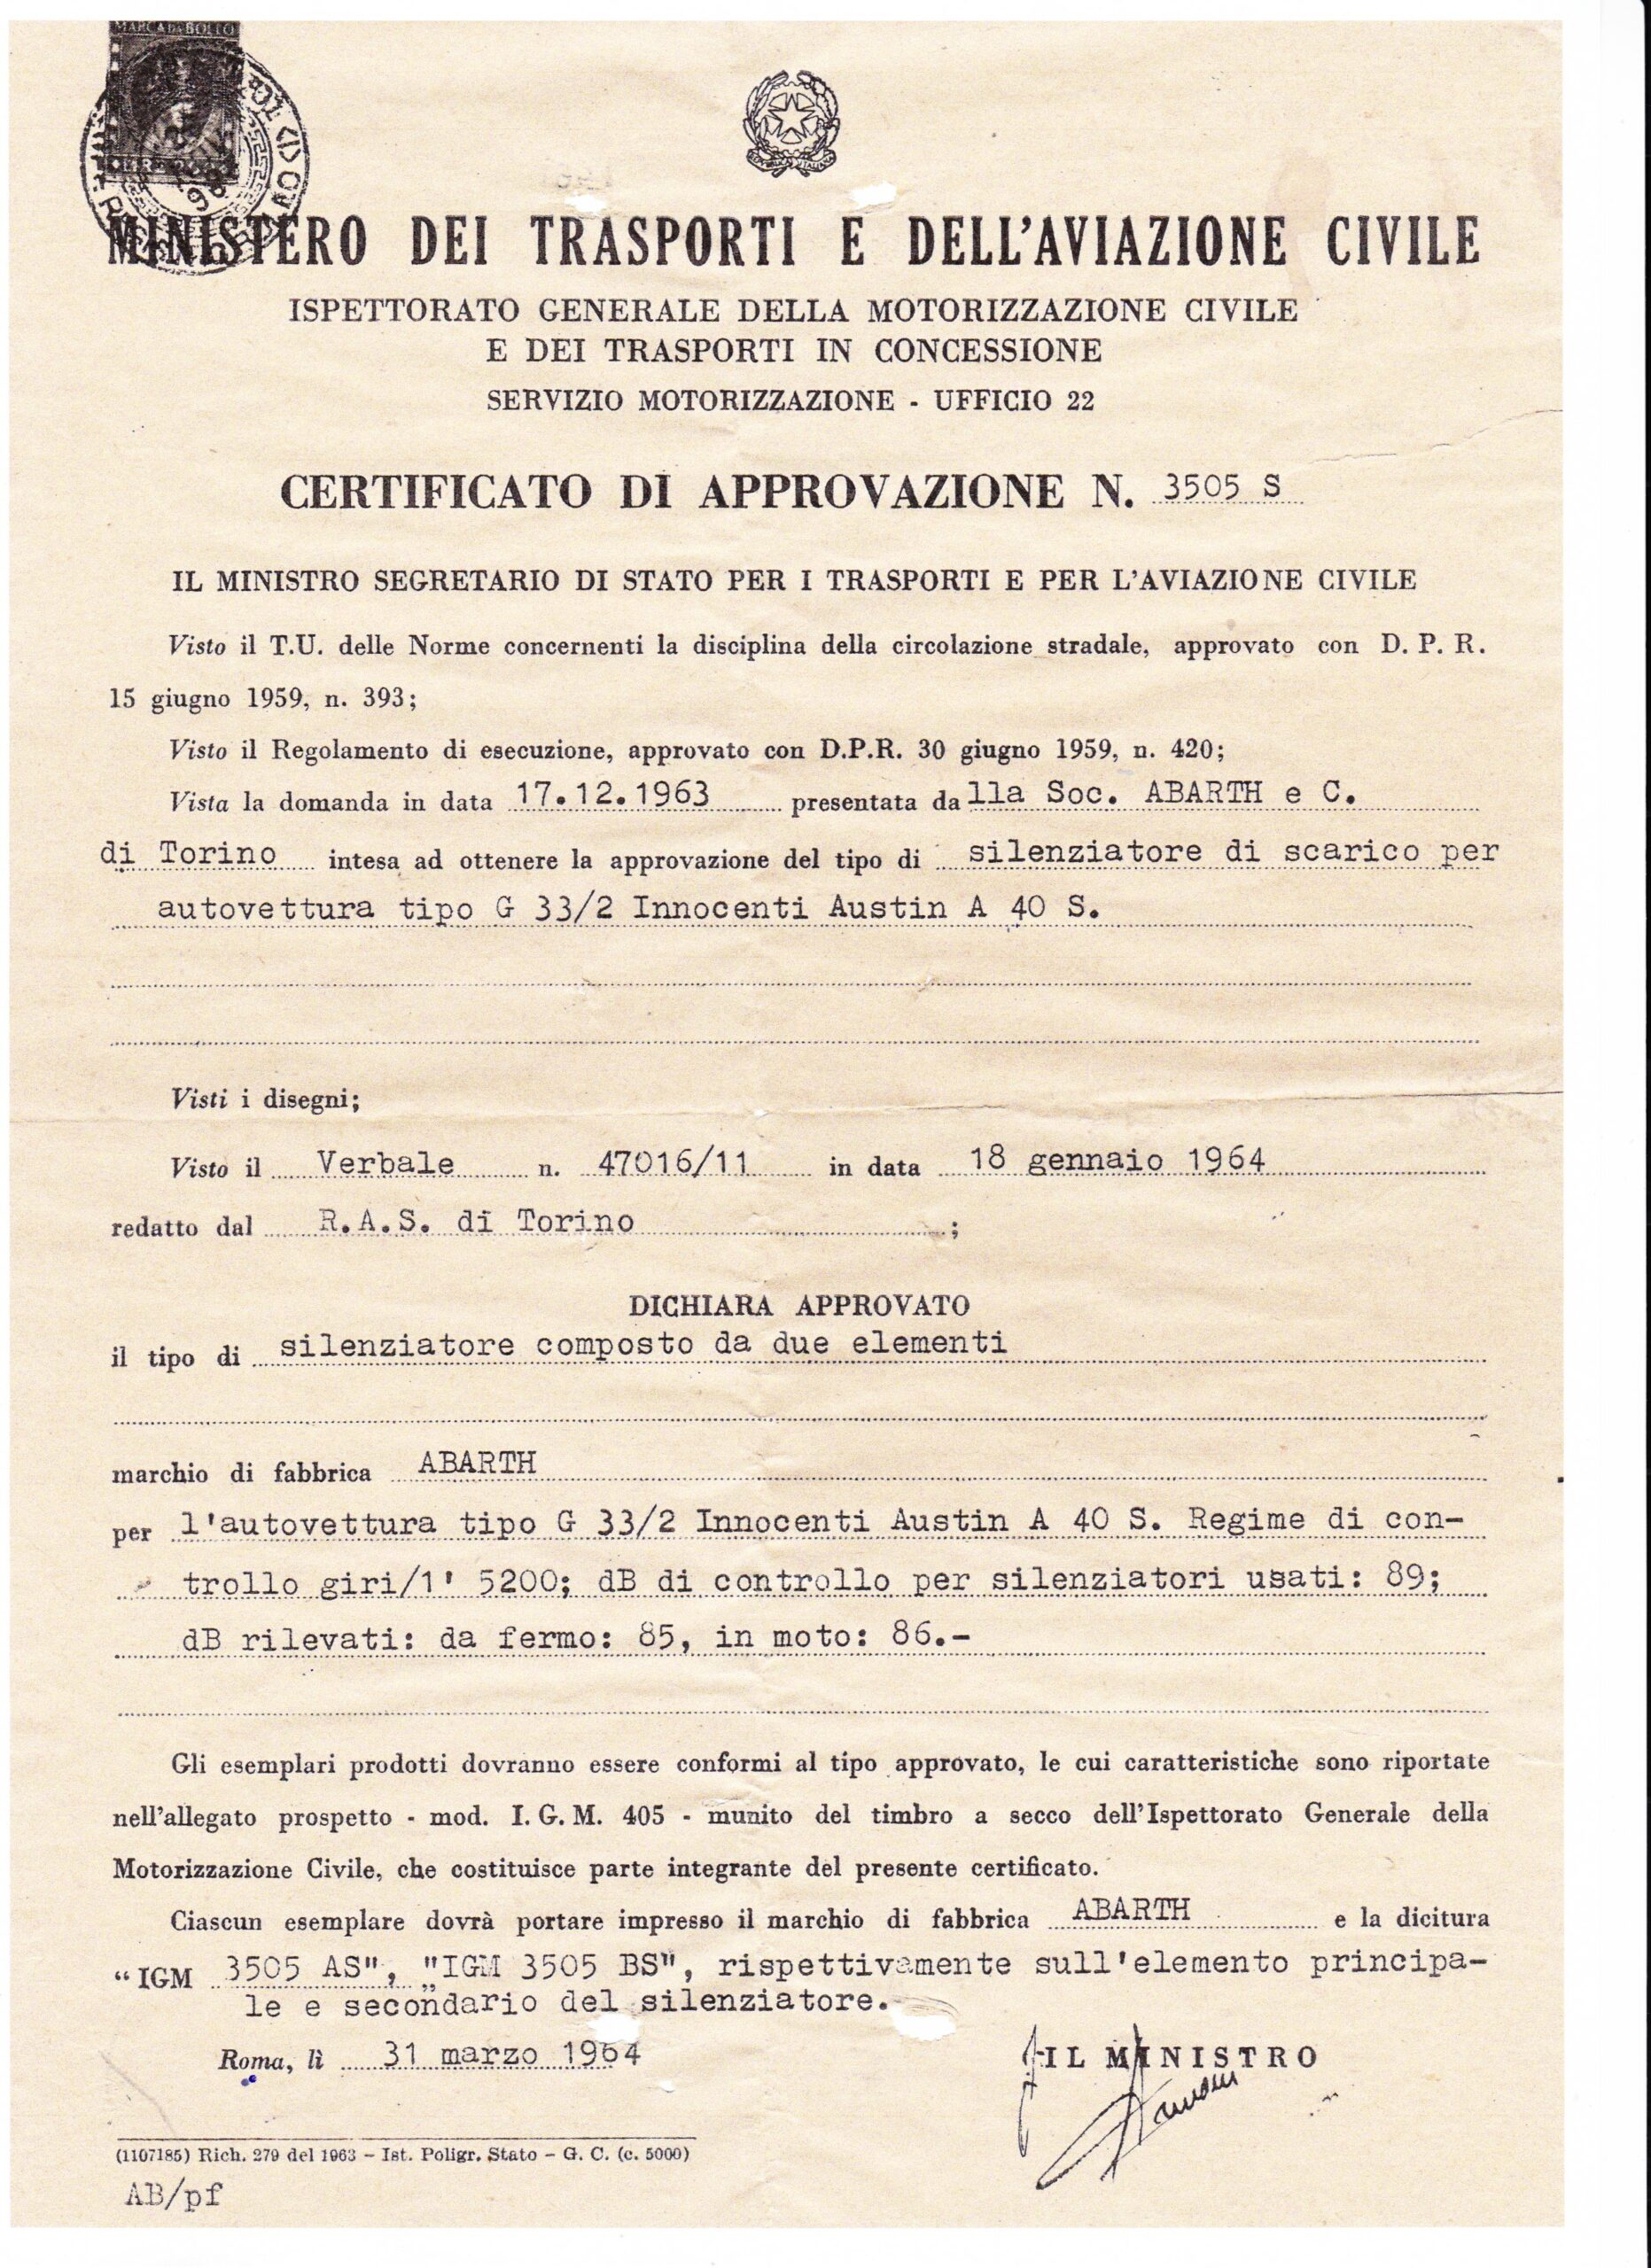 MARCA DA BOLLO
REPVBBLICA ITALIANA
MINISTERO DEI TRASPORTI E DELL'AVIAZIONE CIVILE
ISPETTORATO GENERALE DELLA MOTORIZZAZIONE CIVILE
E DEI TRASPORTI IN CONCESSIONE
SERVIZIO MOTORIZZAZIONE - UFFICIO 22
CERTIFICATO DI APPROVAZIONE N. 3505 S
IL MINISTRO SEGRETARIO DI STATO PER I TRASPORTI E PER L'AVIAZIONE CIVILE
Visto il T.U. delle Norme concernenti la disciplina della circolazione stradale, approvato con D. P. R.
15 giugno 1959, n. 393;
Visto il Regolamento di esecuzione, approvato con D.P.R. 30 giugno 1959, n. 420;
Vista la domanda in data 17.12.1963 presentata dalla Soc. ABARTH e C.
di Torino intesa ad ottenere la approvazione del tipo di silenziatore di scarico per
autovettura tipo G 33/2 Innocenti Austin A 40 S.
Visti i disegni;
Visto il Verbale n. 47016/11 in data 18 gennaio 1964
redatto dal R.A.S. di Torino ;
DICHIARA APPROVATO
il tipo di silenziatore composto da due elementi
marchio di fabbrica ABARTH
per l'autovettura tipo G 33/2 Innocenti Austin A 40 S. Regime di con-
trollo giri/1' 5200; dB di controllo per silenziatori usati: 89;
dB rilevati: da fermo: 85, in moto: 86.-
Gli esemplari prodotti dovranno essere conformi al tipo approvato, le cui caratteristiche sono riportate
nell'allegato prospetto - mod. I. G. M. 405 - munito del timbro a secco dell'Ispettorato Generale della
Motorizzazione Civile, che costituisce parte integrante del presente certificato.
Ciascun esemplare dovrà portare impresso il marchio di fabbrica ABARTH e la dicitura
“IGM 3505 AS", "IGM 3505 BS", rispettivamente sull'elemento principa-
le e secondario del silenziatore.
Roma, lì 31 marzo 1964
IL MINISTRO
(1107185) Rich. 279 del 1963 – Ist. Poligr. Stato – G. C. (c. 5000)
AB/pf